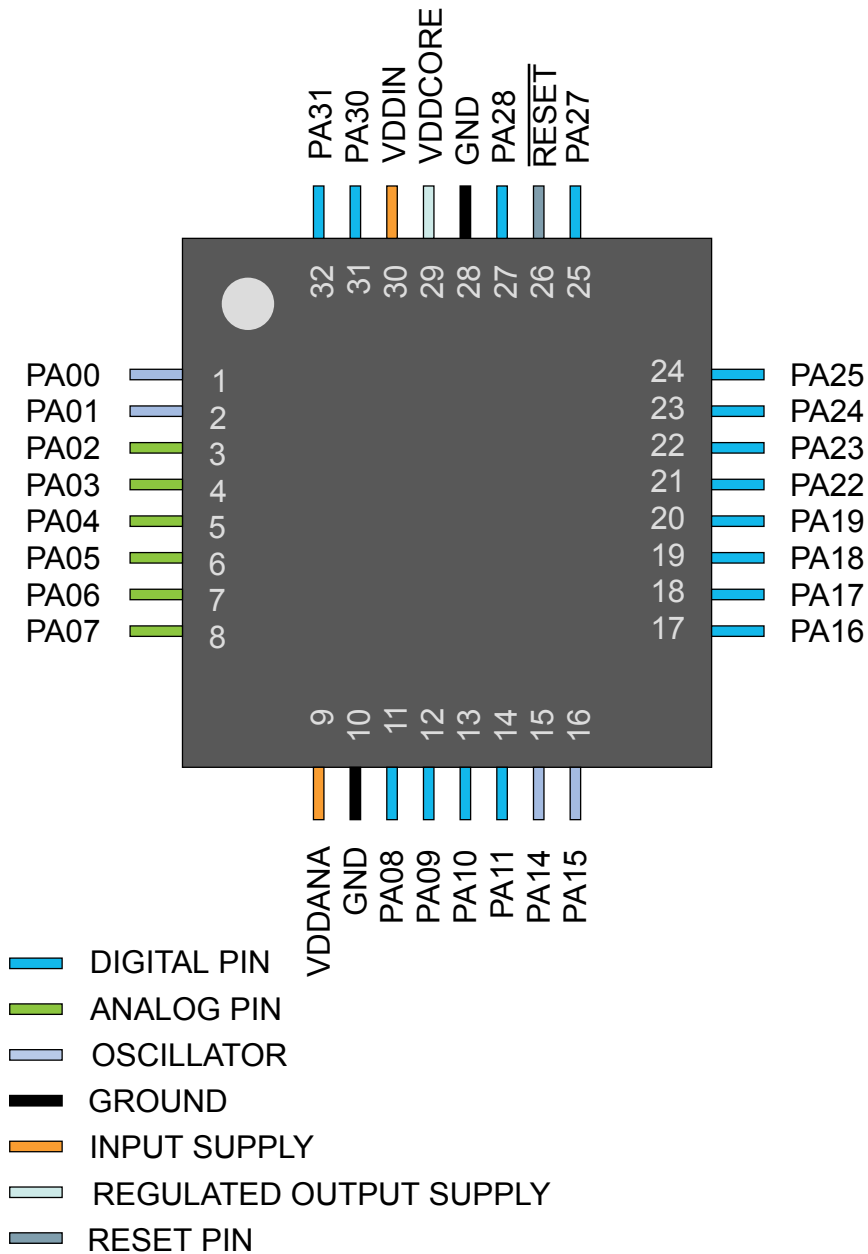 PA31
PA30
VDDIN
VDDCORE
GND
PA28
RESET
PA27
32
31
30
29
28
27
26
25
PA00
1
PA01
2
PA02
3
PA03
4
PA04
5
PA05
6
PA06
7
PA07
8
24
PA25
23
PA24
22
PA23
21
PA22
20
PA19
19
PA18
18
PA17
17
PA16
9
10
11
12
13
14
15
16
VDDANA
GND
PA08
PA09
PA10
PA11
PA14
PA15
DIGITAL PIN
ANALOG PIN
OSCILLATOR
GROUND
INPUT SUPPLY
REGULATED OUTPUT SUPPLY
RESET PIN